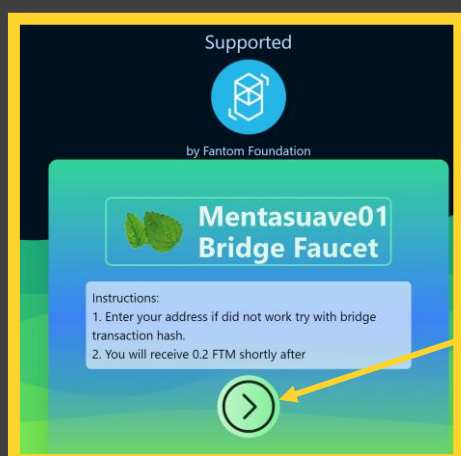 Supported
by Fantom Foundation
Mentasuave01
Bridge Faucet
Instructions:
1. Enter your address if did not work try with bridge
transaction hash.
2. You will receive 0.2 FTM shortly after